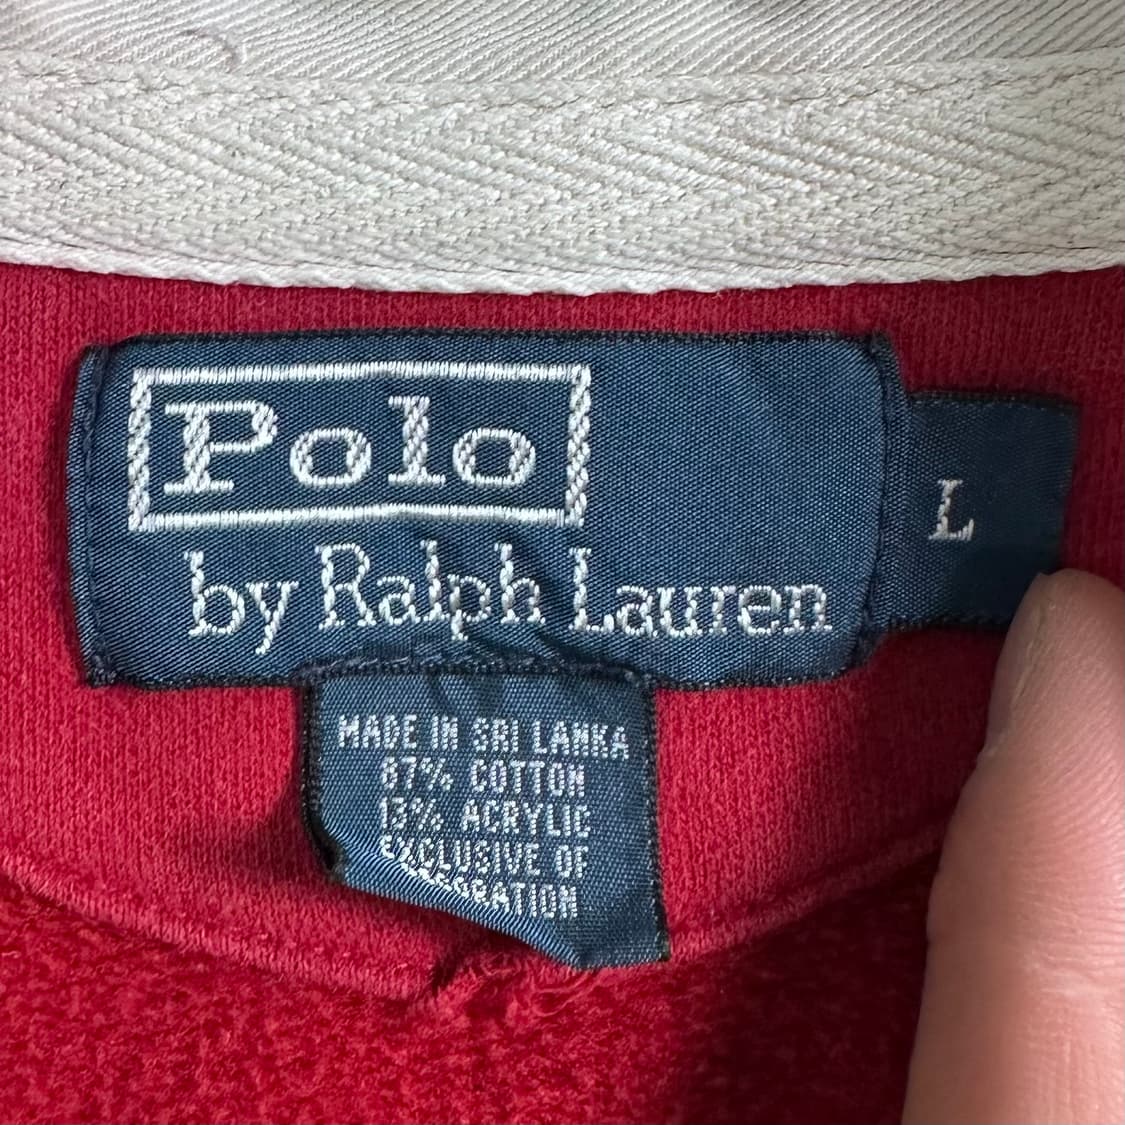 Polo
by Ralph Lauren
L
MADE IN SRI LANKA
87% COTTON
13% ACRYLIC
EXCLUSIVE OF